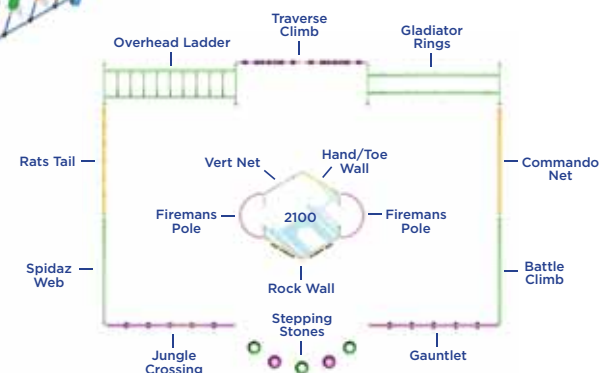 Traverse
Climb
Overhead Ladder
Gladiator
Rings
Rats Tail
Vert Net
Hand/Toe
Wall
Commando
Net
Firemans
Pole
2100
Firemans
Pole
Spidaz
Web
Rock Wall
Battle
Climb
Stepping
Stones
Jungle
Crossing
Gauntlet